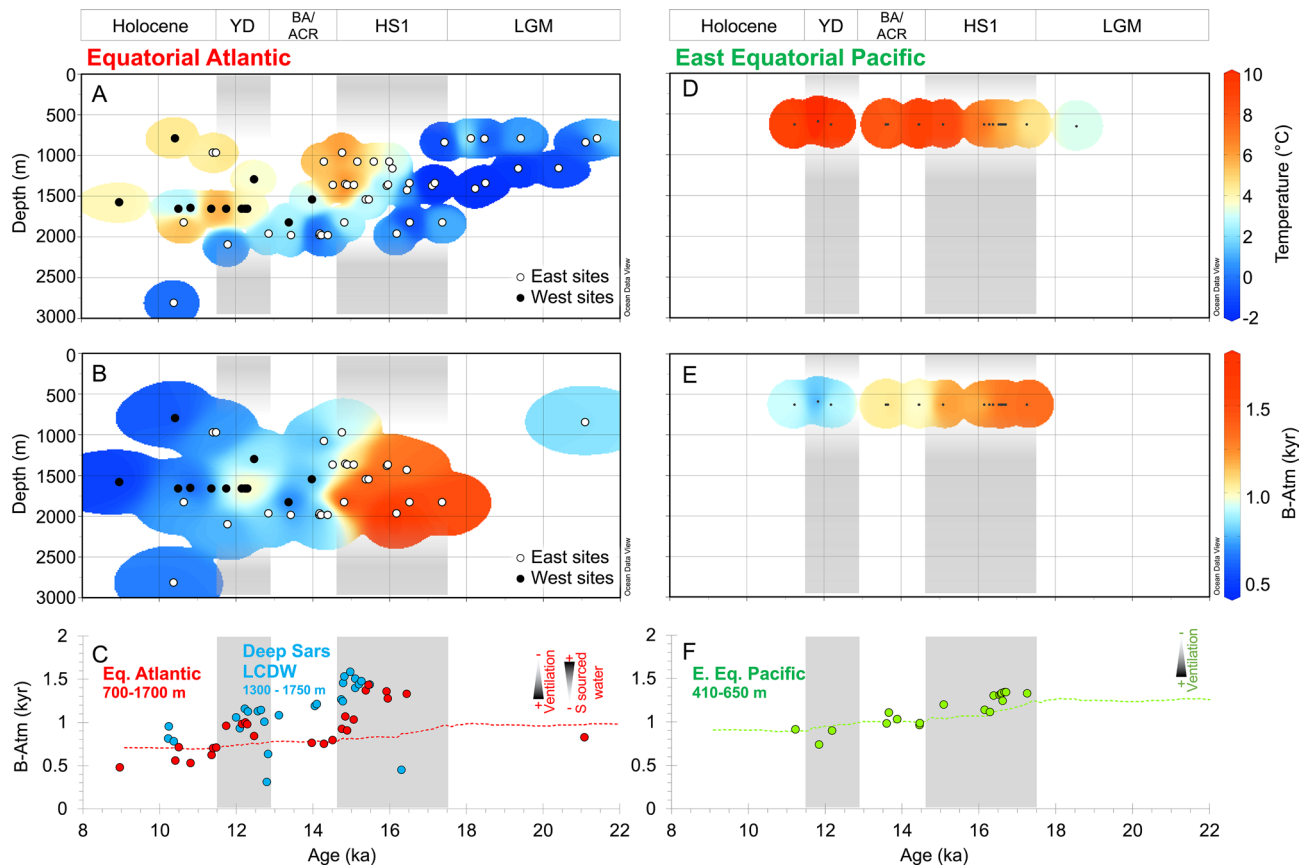 Holocene YD BA/ACR HS1 LGM
Holocene YD BA/ACR HS1 LGM
Equatorial Atlantic
East Equatorial Pacific
A
0
500
1000
1500
2000
2500
3000
Depth (m)
East sites
West sites
Ocean Data View
D
Ocean Data View
10
8
6
4
2
0
-2
Temperature (°C)
B
0
500
1000
1500
2000
2500
3000
Depth (m)
East sites
West sites
Ocean Data View
E
Ocean Data View
1.5
1.0
0.5
B-Atm (kyr)
C
Eq. Atlantic
700-1700 m
Deep Sars
LCDW
1300 - 1750 m
- Ventilation +
+ S sourced water -
2
1.5
1
0.5
0
B-Atm (kyr)
8 10 12 14 16 18 20 22
Age (ka)
F
E. Eq. Pacific
410-650 m
- Ventilation +
2
1.5
1
0.5
0
8 10 12 14 16 18 20 22
Age (ka)